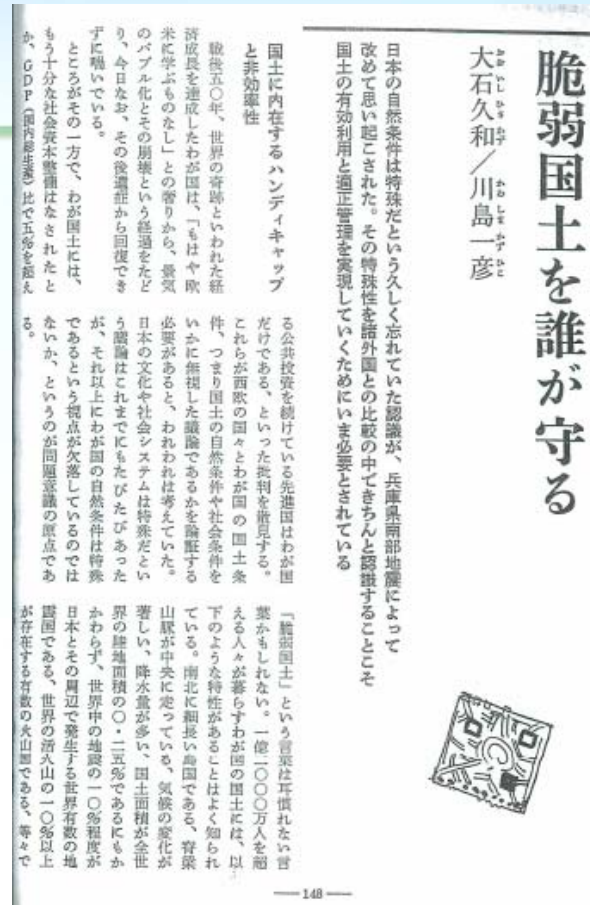 脆弱国土を誰が守る
大石久和／川島一彦
おおいしひさかず
かわしまかずひこ
日本の自然条件は特殊だという久しく忘れていた認識が、兵庫県南部地震によって
改めて思い起こされた。その特殊性を諸外国との比較の中できちんと認識することこそ
国土の有効利用と適正管理を実現していくためにいま必要とされている
国土に内在するハンディキャップ
と非効率性
戦後五〇年、世界の奇跡といわれた経
済成長を達成したわが国は、「もはや欧
米に学ぶものなし」との奢りから、景気
のバブル化とその崩壊という経過をたど
り、今日なお、その後遺症から回復でき
ずに喘いでいる。
ところがその一方で、わが国土には、
もう十分な社会資本整備はなされたと
か、ＧＤＰ（国内総生産）比で五％を超え
る公共投資を続けている先進国はわが国
だけである、といった批判を散見する。
これらが西欧の国々とわが国の国土条
件、つまり国土の自然条件や社会条件を
いかに無視した議論であるかを論証する
必要があると、われわれは考えていた。
日本の文化や社会システムは特殊だとい
う議論はこれまでにもたびたびあった
が、それ以上にわが国の自然条件は特殊
であるという視点が欠落しているのでは
ないか、というのが問題意識の原点であ
る。
「脆弱国土」という言葉は耳慣れない言
葉かもしれない。一億二〇〇〇万人を超
える人々が暮らすわが国の国土には、以
下のような特性があることはよく知られ
ている。南北に細長い島国である、脊梁
山脈が中央に走っている、気候の変化が
著しい、降水量が多い、国土面積が全世
界の陸地面積の〇・二五％であるにもか
かわらず、世界中の地震の一〇％程度が
日本とその周辺で発生する世界有数の地
震国である、世界の活火山の一〇％以上
が存在する有数の火山国である、等々で
148